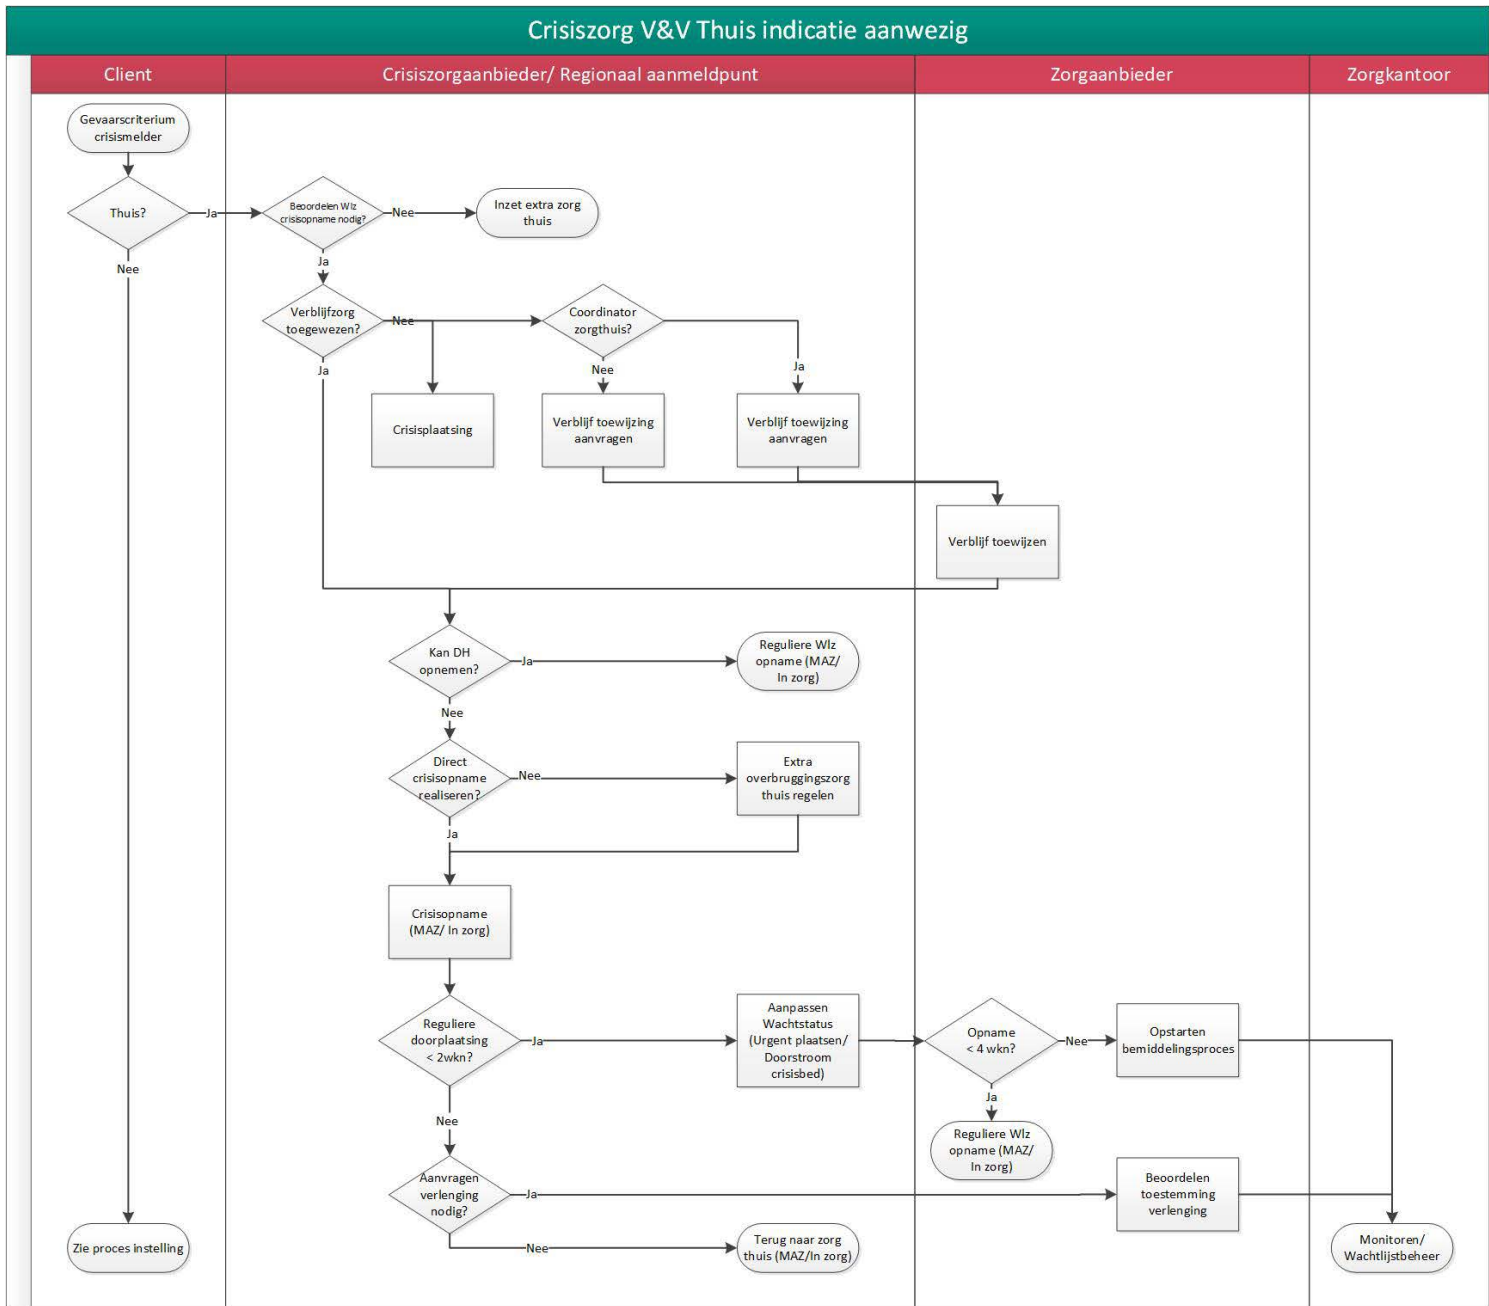 Crisiszorg V&V Thuis indicatie aanwezig
Client
Crisiszorgaanbieder/ Regionaal aanmeldpunt
Zorgaanbieder
Zorgkantoor
Gevaarscriterium
crisismelder
Thuis?
Ja
Beoordelen Wlz
crisisopname nodig?
Nee
Inzet extra zorg
thuis
Nee
Ja
Verblijfzorg
toegewezen?
Nee
Coordinator
zorgthuis?
Ja
Nee
Ja
Crisisplaatsing
Verblijf toewijzing
aanvragen
Verblijf toewijzing
aanvragen
Verblijf toewijzen
Kan DH
opnemen?
Ja
Reguliere Wlz
opname (MAZ/
In zorg)
Nee
Direct
crisisopname
realiseren?
Nee
Extra
overbruggingszorg
thuis regelen
Ja
Crisisopname
(MAZ/ In zorg)
Reguliere
doorplaatsing
< 2wkn?
Ja
Aanpassen
Wachtstatus
(Urgent plaatsen/
Doorstroom
crisisbed)
Opname
< 4 wkn?
Nee
Opstarten
bemiddelingsproces
Ja
Nee
Reguliere Wlz
opname (MAZ/
In zorg)
Aanvragen
verlenging
nodig?
Ja
Beoordelen
toestemming
verlenging
Zie proces instelling
Nee
Terug naar zorg
thuis (MAZ/In zorg)
Monitoren/
Wachtlijstbeheer